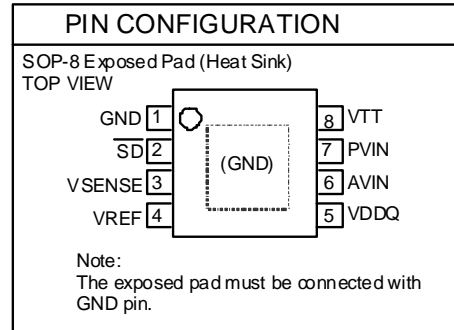 PIN CONFIGURATION
SOP-8 Exposed Pad (Heat Sink)
TOP VIEW
GND 1
S̅D̅ 2
VSENSE 3
VREF 4
(GND)
8 VTT
7 PVIN
6 AVIN
5 VDDQ
Note:
The exposed pad must be connected with
GND pin.